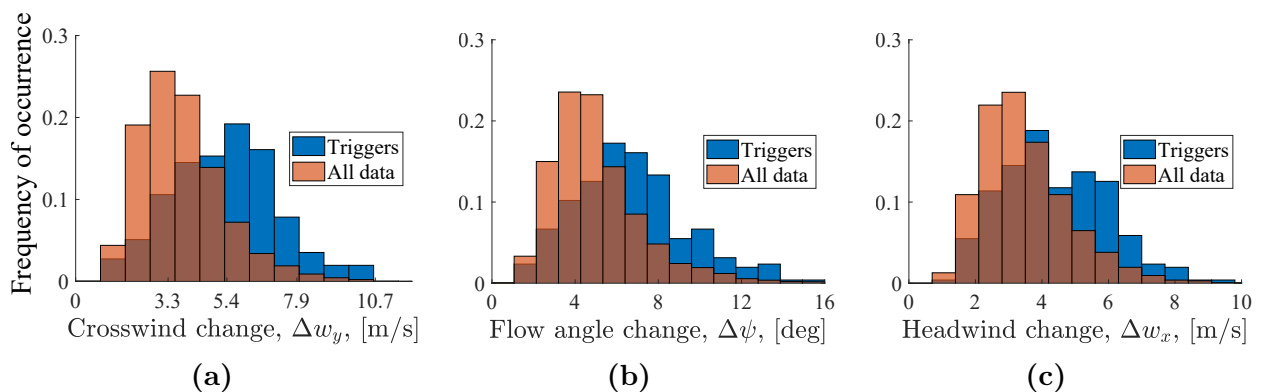 Frequency of occurrence
0.3
0.2
0.1
0
Triggers
All data
0 3.3 5.4 7.9 10.7
Crosswind change, Δw_y, [m/s]
(a)
0.3
0.2
0.1
0
Triggers
All data
0 4 8 12 16
Flow angle change, Δψ, [deg]
(b)
0.3
0.2
0.1
0
Triggers
All data
0 2 4 6 8 10
Headwind change, Δw_x, [m/s]
(c)